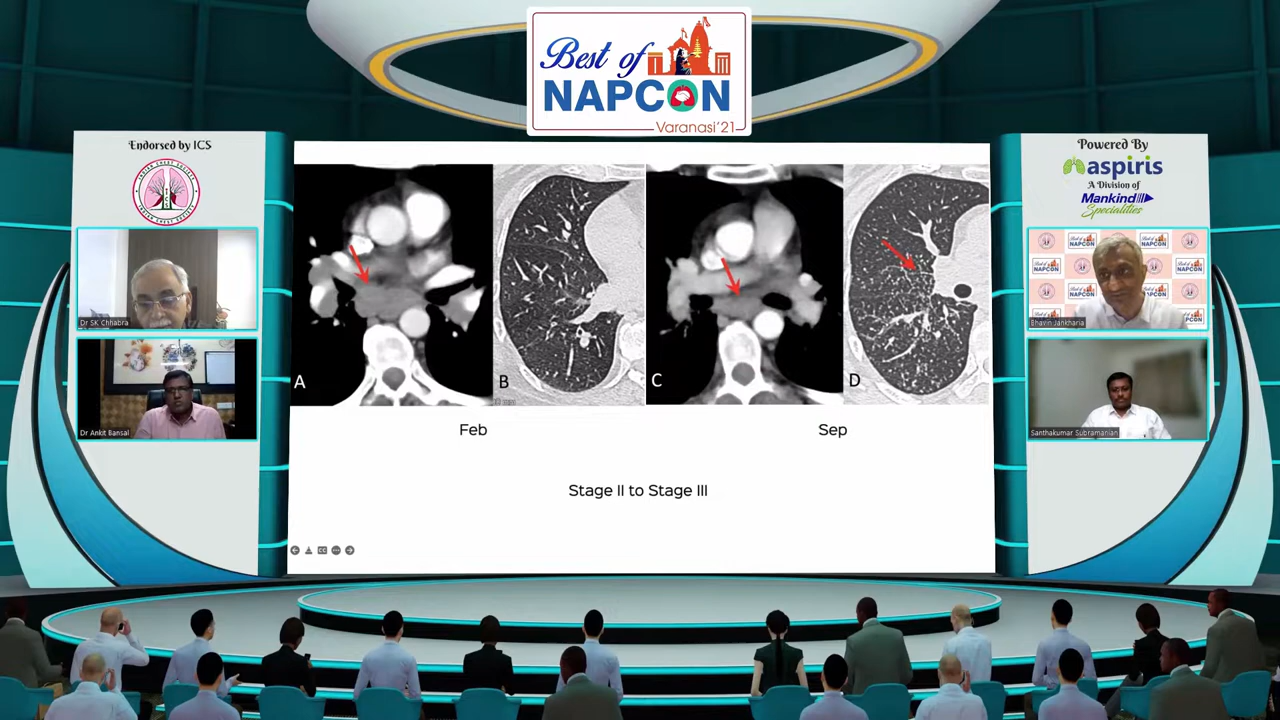 Best of
NAPCON
Varanasi'21
Endorsed by ICS
Powered By
aspiris
A Division of
Mankind
Specialities
Dr SK Chhabra
Dr Ankit Bansal
Bhavin Jankharia
Santhakumar Subramanian
A
B
C
D
Feb
Sep
Stage II to Stage III